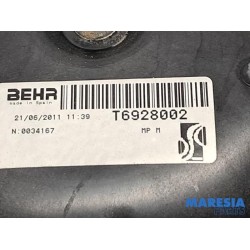 BEHR
made in Spain
21/06/2011 11:39
T6928002
N:0034167
MP M
MARESIA